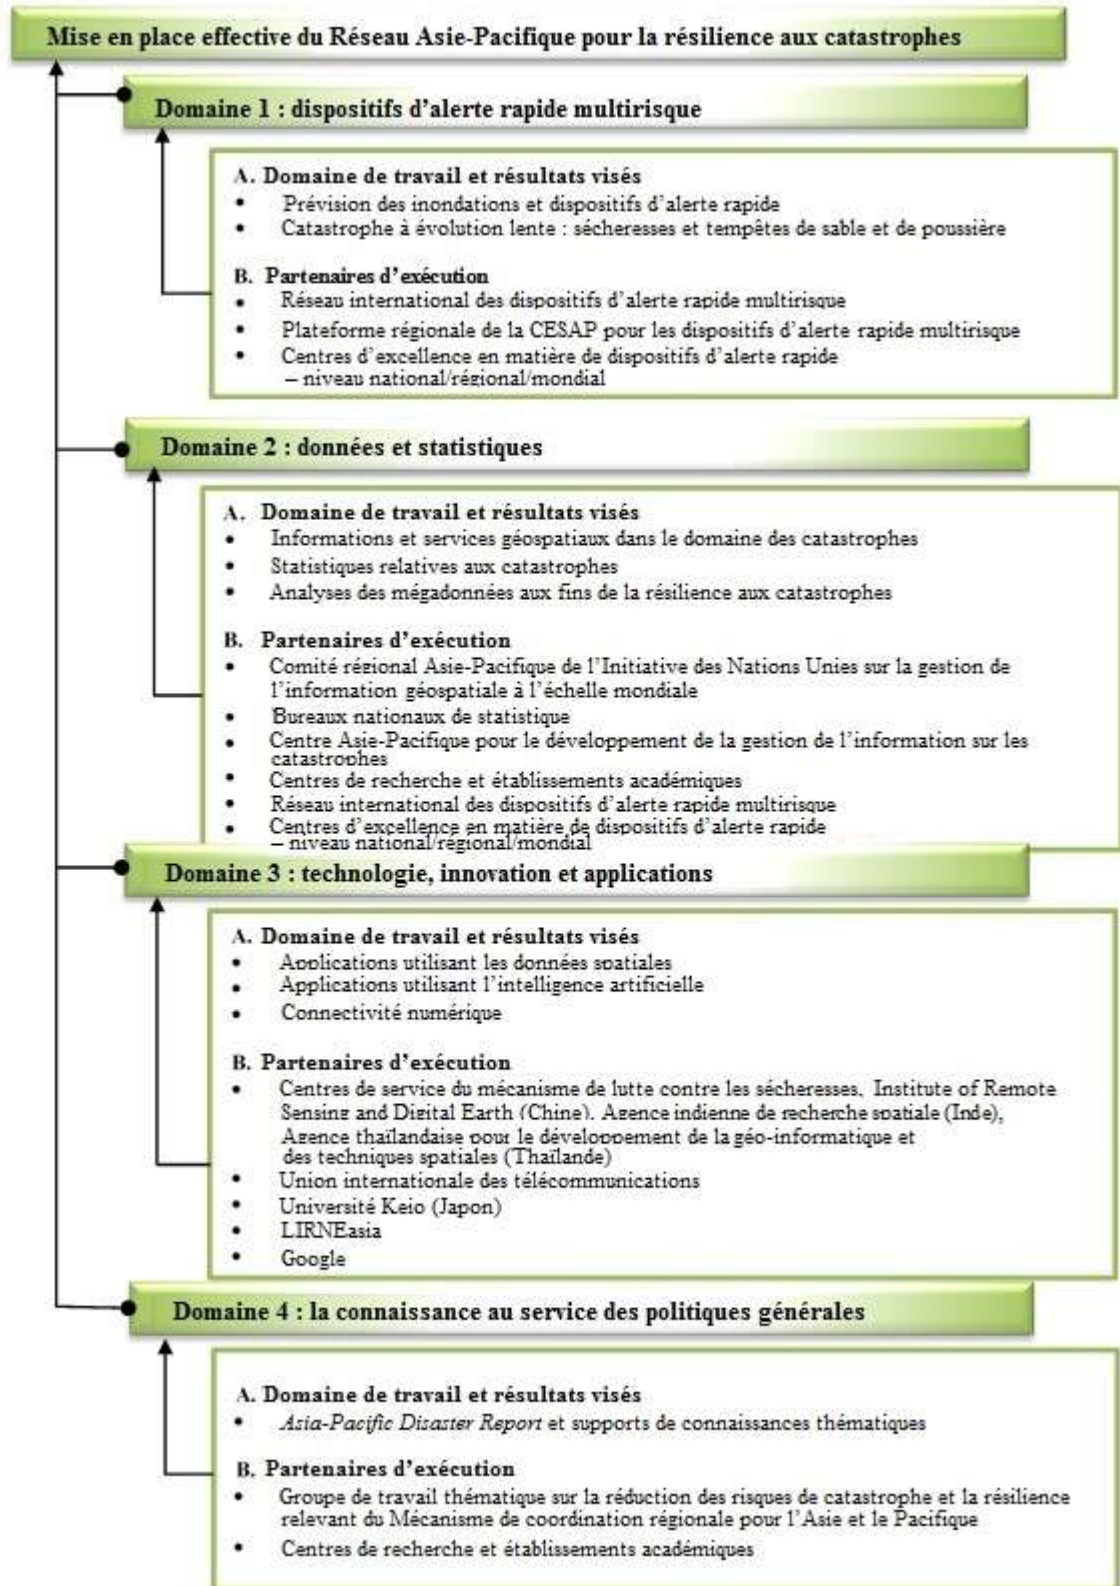 Mise en place effective du Réseau Asie-Pacifique pour la résilience aux catastrophes
Domaine 1 : dispositifs d'alerte rapide multirisque
A. Domaine de travail et résultats visés
• Prévision des inondations et dispositifs d'alerte rapide
• Catastrophe à évolution lente : sécheresses et tempêtes de sable et de poussière
B. Partenaires d'exécution
• Réseau international des dispositifs d'alerte rapide multirisque
• Plateforme régionale de la CESAP pour les dispositifs d'alerte rapide multirisque
• Centres d'excellence en matière de dispositifs d'alerte rapide
– niveau national/régional/mondial
Domaine 2 : données et statistiques
A. Domaine de travail et résultats visés
• Informations et services géospatiaux dans le domaine des catastrophes
• Statistiques relatives aux catastrophes
• Analyses des mégadonnées aux fins de la résilience aux catastrophes
B. Partenaires d'exécution
• Comité régional Asie-Pacifique de l'Initiative des Nations Unies sur la gestion de
l'information géospatiale à l'échelle mondiale
• Bureaux nationaux de statistique
• Centre Asie-Pacifique pour le développement de la gestion de l'information sur les
catastrophes
• Centres de recherche et établissements académiques
• Réseau international des dispositifs d'alerte rapide multirisque
• Centres d'excellence en matière de dispositifs d'alerte rapide
– niveau national/régional/mondial
Domaine 3 : technologie, innovation et applications
A. Domaine de travail et résultats visés
• Applications utilisant les données spatiales
• Applications utilisant l'intelligence artificielle
• Connectivité numérique
B. Partenaires d'exécution
• Centres de service du mécanisme de lutte contre les sécheresses, Institute of Remote
Sensing and Digital Earth (Chine), Agence indienne de recherche spatiale (Inde),
Agence thaïlandaise pour le développement de la géo-informatique et
des techniques spatiales (Thaïlande)
• Union internationale des télécommunications
• Université Keio (Japon)
• LIRNEasia
• Google
Domaine 4 : la connaissance au service des politiques générales
A. Domaine de travail et résultats visés
• Asia-Pacific Disaster Report et supports de connaissances thématiques
B. Partenaires d'exécution
• Groupe de travail thématique sur la réduction des risques de catastrophe et la résilience
relevant du Mécanisme de coordination régionale pour l'Asie et le Pacifique
• Centres de recherche et établissements académiques